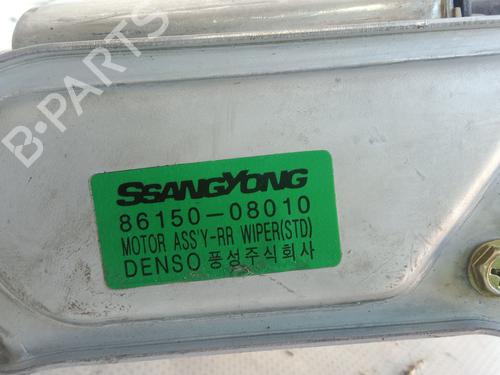 B-PARTS
SSANGYONG
86150-08010
MOTOR ASS'Y-RR WIPER(STD)
DENSO 풍성주식회사